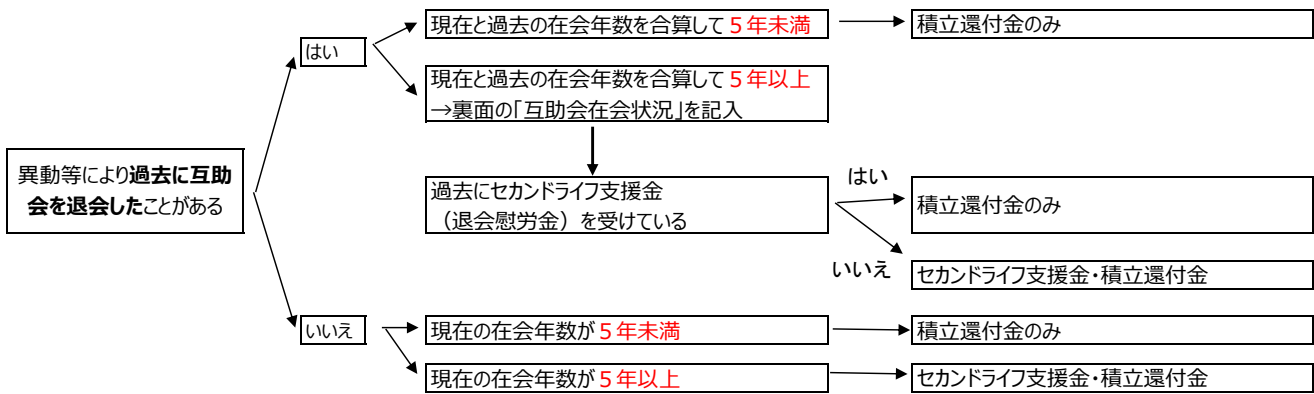 異動等により過去に互助
会を退会したことがある
はい
現在と過去の在会年数を合算して５年未満
積立還付金のみ
現在と過去の在会年数を合算して５年以上
→裏面の「互助会在会状況」を記入
過去にセカンドライフ支援金
（退会慰労金）を受けている
はい
積立還付金のみ
いいえ
セカンドライフ支援金・積立還付金
いいえ
現在の在会年数が５年未満
積立還付金のみ
現在の在会年数が５年以上
セカンドライフ支援金・積立還付金